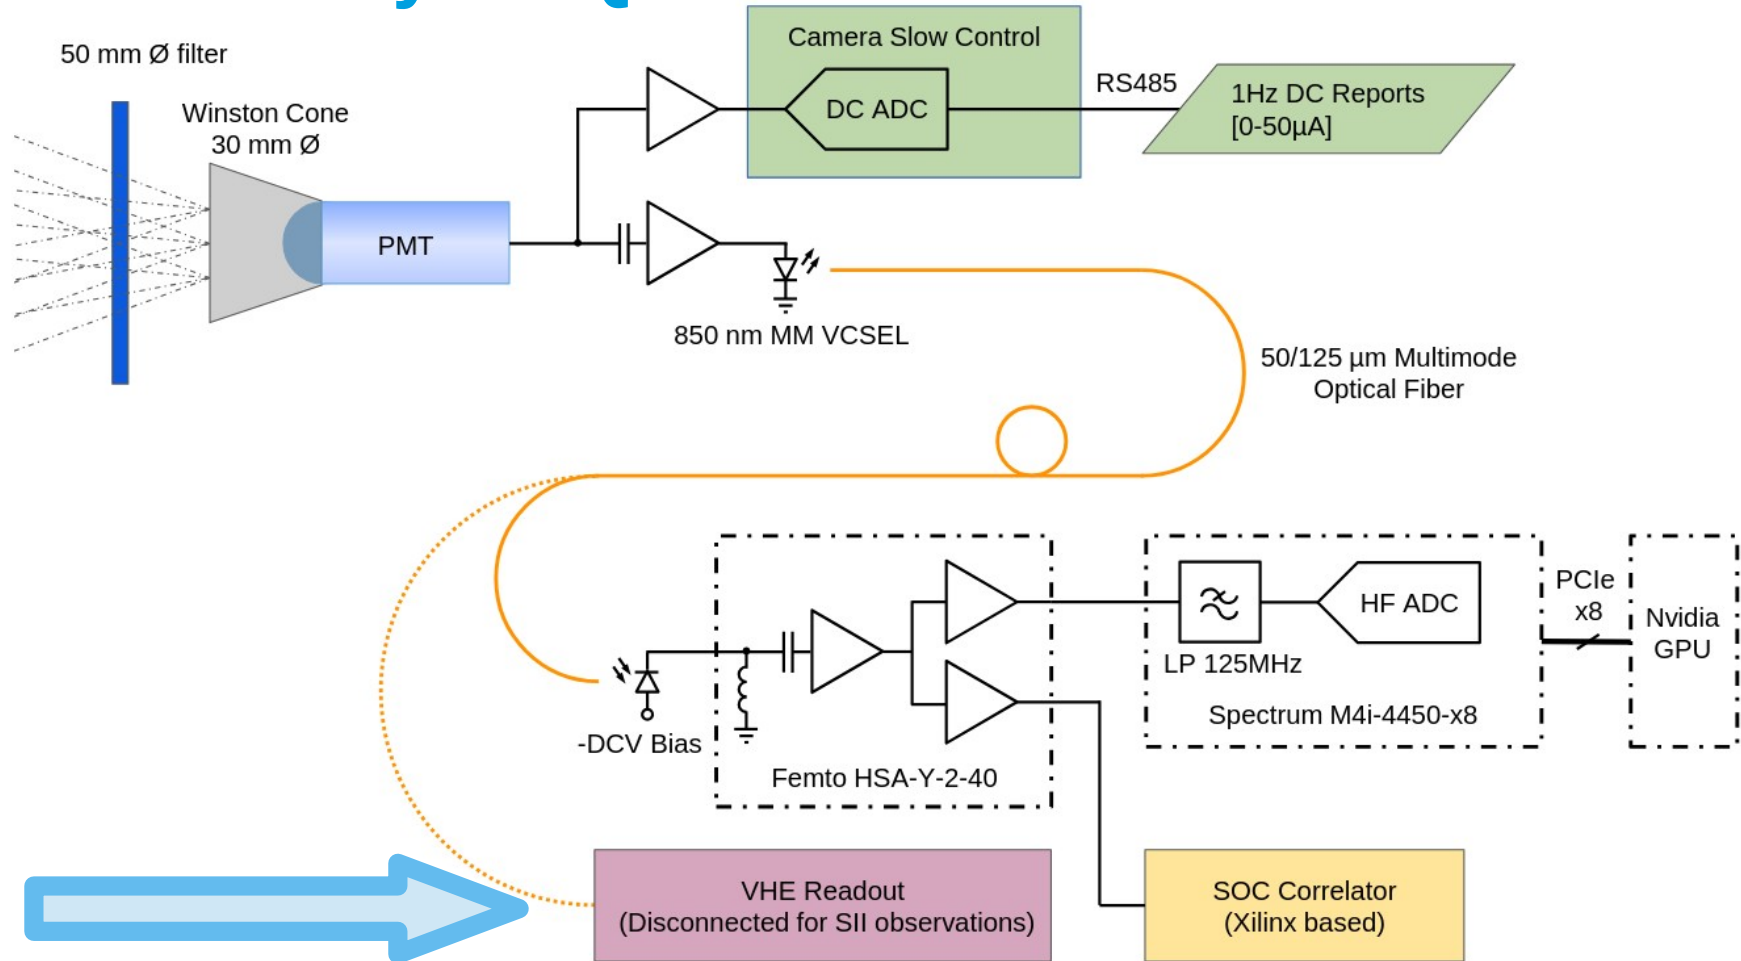 50 mm Ø filter
Winston Cone
30 mm Ø
PMT
Camera Slow Control
DC ADC
RS485
1Hz DC Reports
[0-50µA]
850 nm MM VCSEL
50/125 µm Multimode
Optical Fiber
-DCV Bias
Femto HSA-Y-2-40
LP 125MHz
HF ADC
Spectrum M4i-4450-x8
PCIe
x8
Nvidia
GPU
VHE Readout
(Disconnected for SII observations)
SOC Correlator
(Xilinx based)